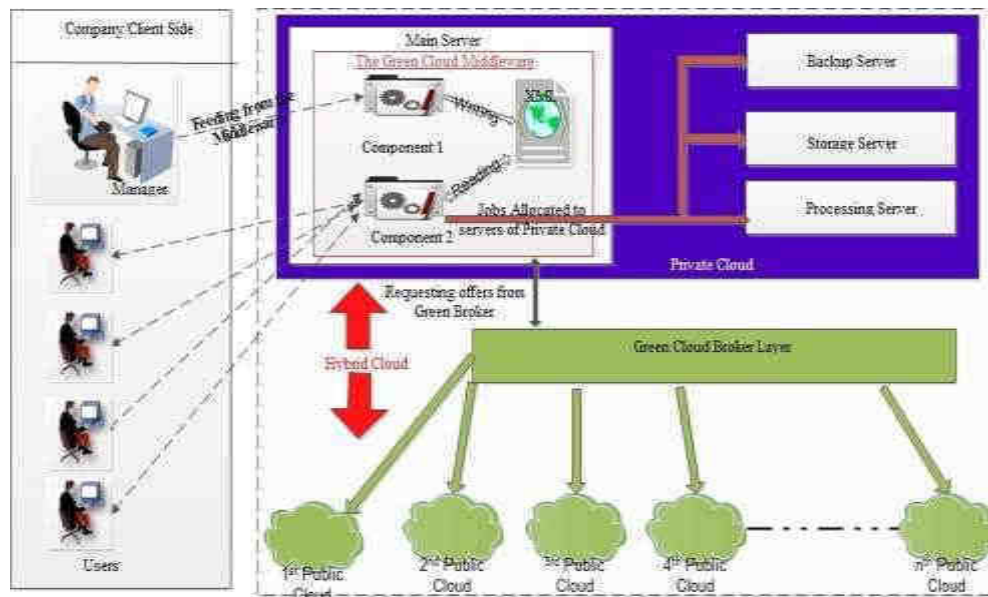 Company Client Side
Manager
Users
Feeding from the
Middleware
Main Server
The Green Cloud Middleware
Component 1
Writing
XML
Reading
Component 2
Jobs Allocated to
servers of Private Cloud
Backup Server
Storage Server
Processing Server
Private Cloud
Requesting offers from
Green Broker
Hybrid Cloud
Green Cloud Broker Layer
1st Public
Cloud
2nd Public
Cloud
3rd Public
Cloud
4th Public
Cloud
nth Public
Cloud